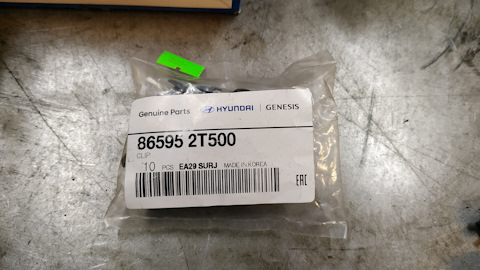 Genuine Parts HYUNDAI | GENESIS
86595 2T500
CLIP
10 PCS EA29 SURJ MADE IN KOREA
EAC